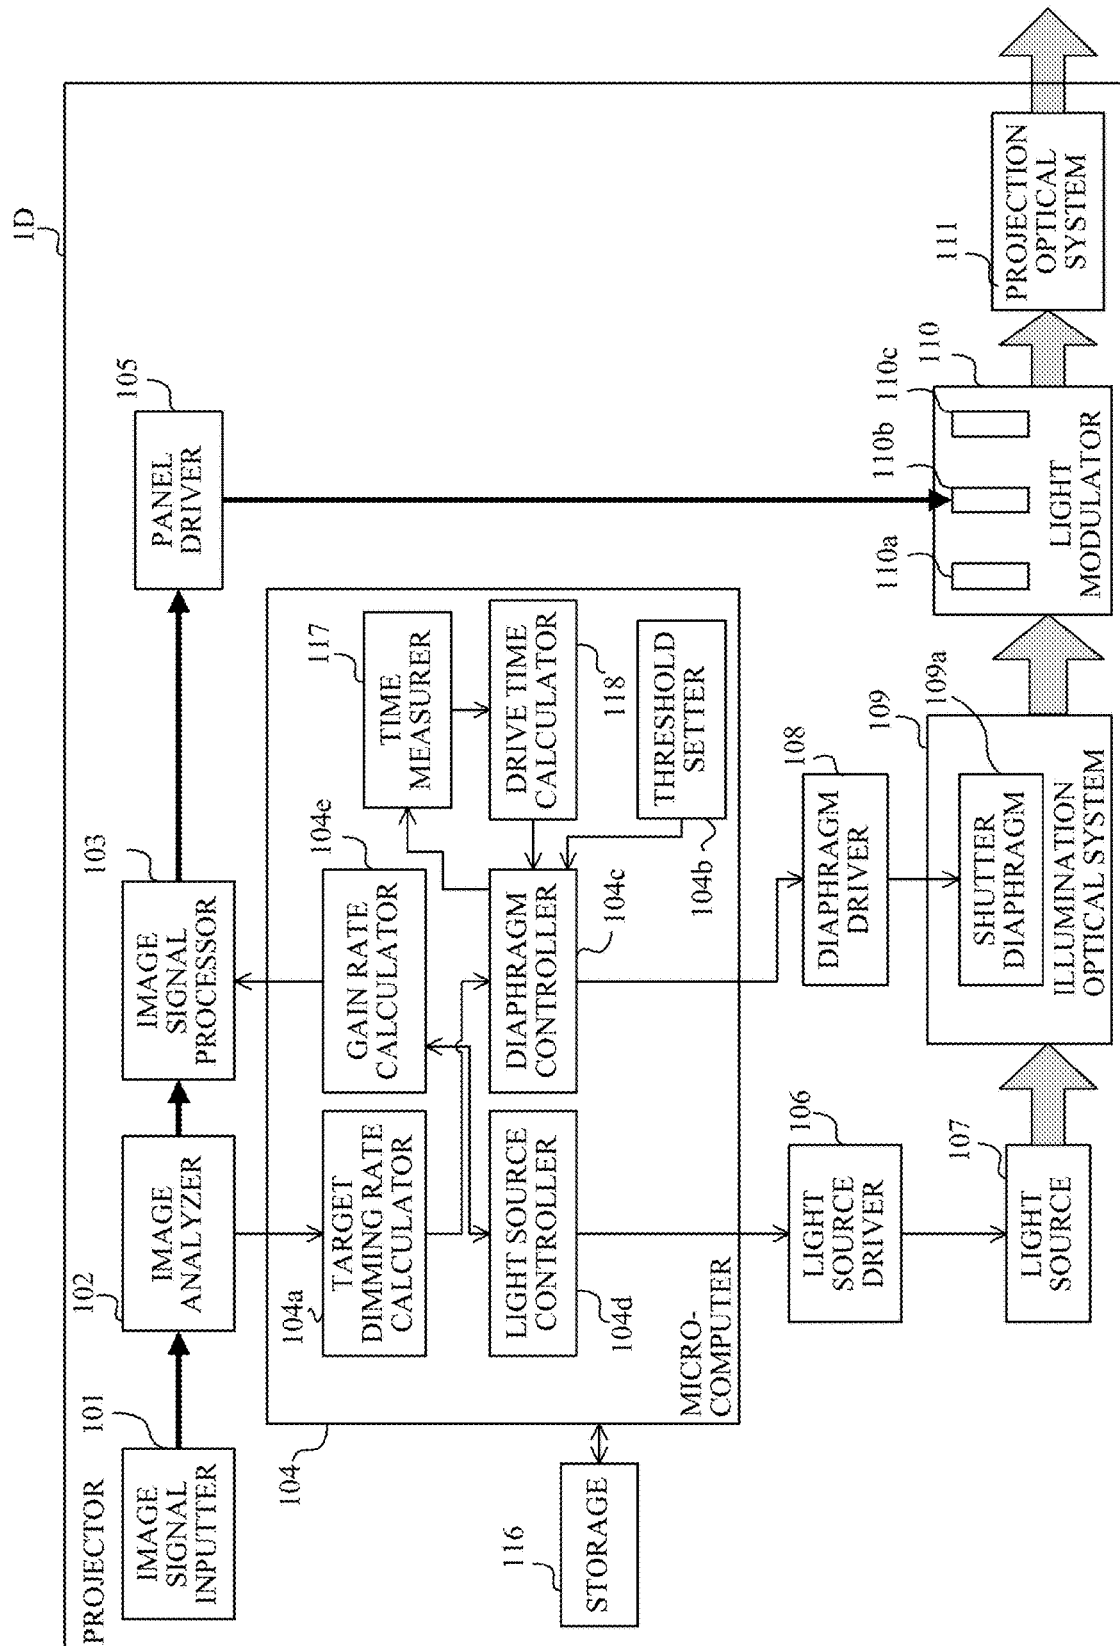 PROJECTOR
1D
101
IMAGE
SIGNAL
INPUTTER
102
IMAGE
ANALYZER
103
IMAGE
SIGNAL
PROCESSOR
105
PANEL
DRIVER
104
104a
TARGET
DIMMING RATE
CALCULATOR
104e
GAIN RATE
CALCULATOR
117
TIME
MEASURER
LIGHT SOURCE
CONTROLLER
104d
DIAPHRAGM
CONTROLLER
104c
DRIVE TIME
CALCULATOR
118
THRESHOLD
SETTER
104b
MICRO-
COMPUTER
116
STORAGE
106
LIGHT
SOURCE
DRIVER
108
DIAPHRAGM
DRIVER
107
LIGHT
SOURCE
109
109a
SHUTTER
DIAPHRAGM
ILLUMINATION
OPTICAL SYSTEM
110a
110b
110c
110
LIGHT
MODULATOR
111
PROJECTION
OPTICAL
SYSTEM